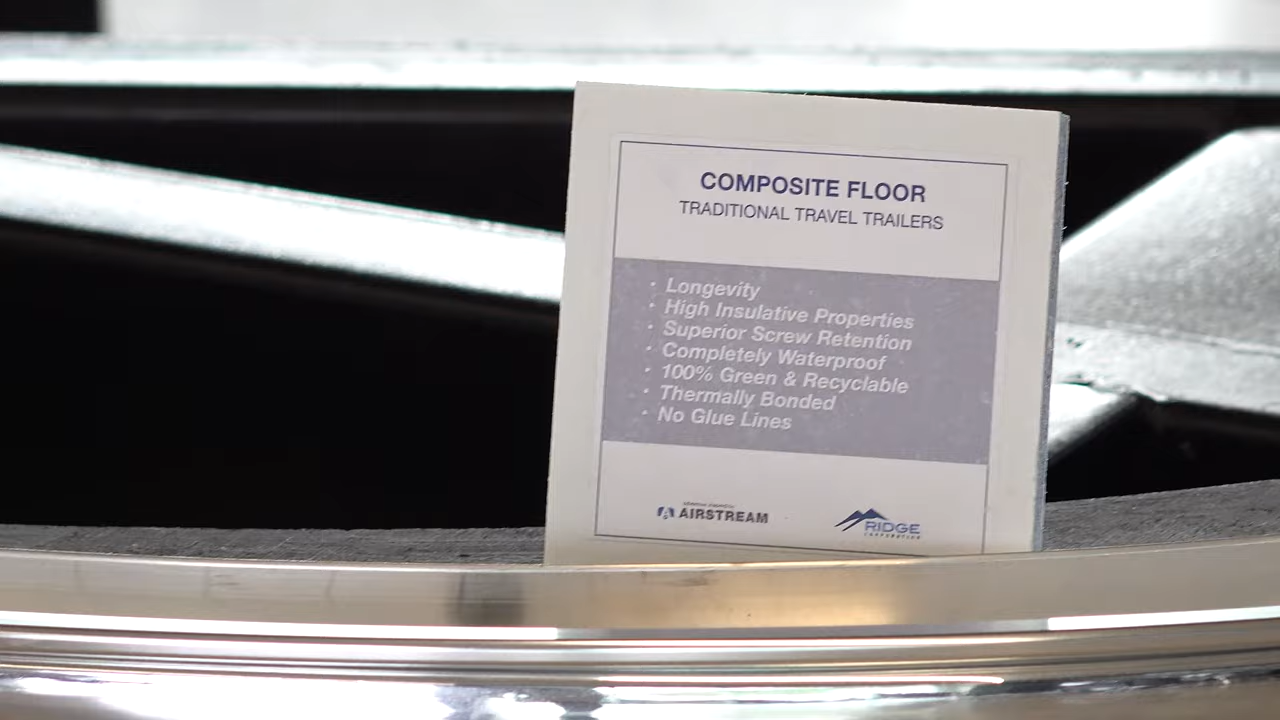 COMPOSITE FLOOR
TRADITIONAL TRAVEL TRAILERS
· Longevity
· High Insulative Properties
· Superior Screw Retention
· Completely Waterproof
· 100% Green & Recyclable
· Thermally Bonded
· No Glue Lines
AIRSTREAM
RIDGE
CORPORATION